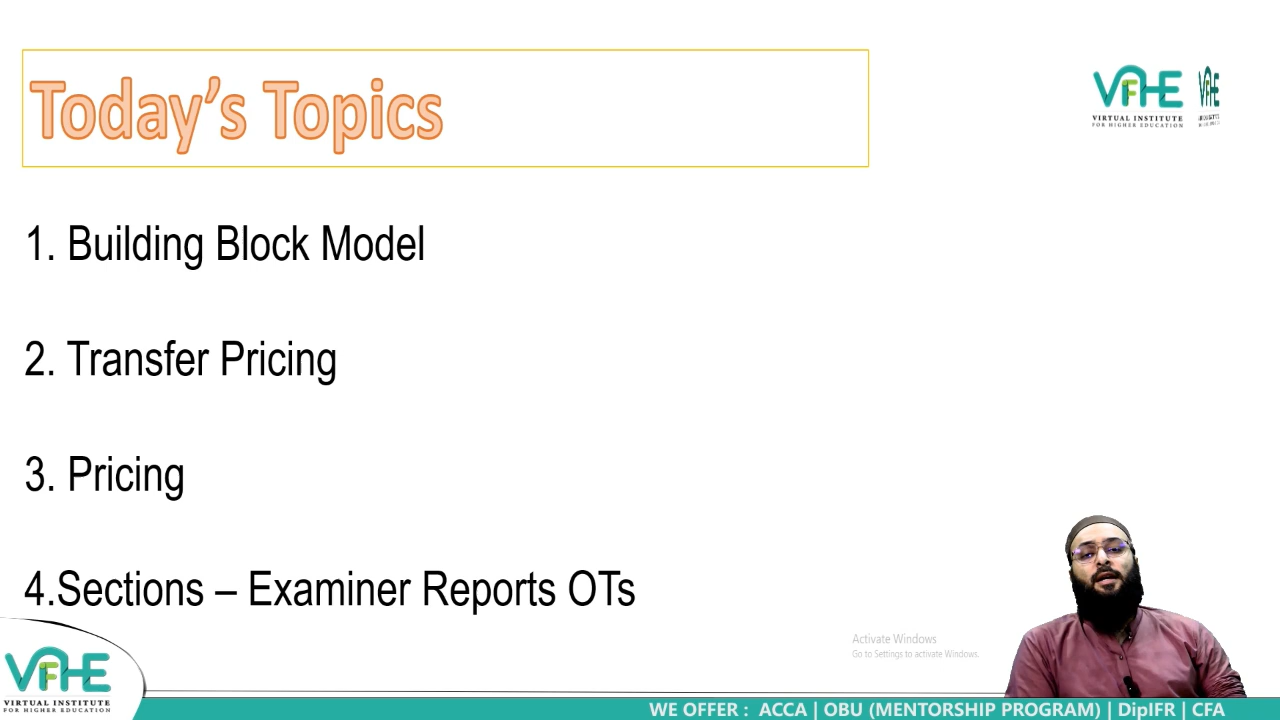 Today's Topics
VIFHE
VIRTUAL INSTITUTE
FOR HIGHER EDUCATION
1. Building Block Model
2. Transfer Pricing
3. Pricing
4.Sections – Examiner Reports OTs
Activate Windows
Go to Settings to activate Windows.
VIFHE
VIRTUAL INSTITUTE
FOR HIGHER EDUCATION
WE OFFER : ACCA | OBU (MENTORSHIP PROGRAM) | DipIFR | CFA